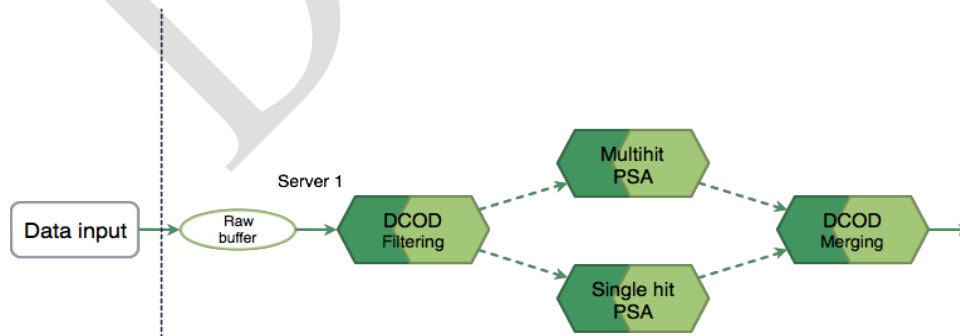 Multihit
PSA
Server 1
Data input
Raw
buffer
DCOD
Filtering
DCOD
Merging
Single hit
PSA